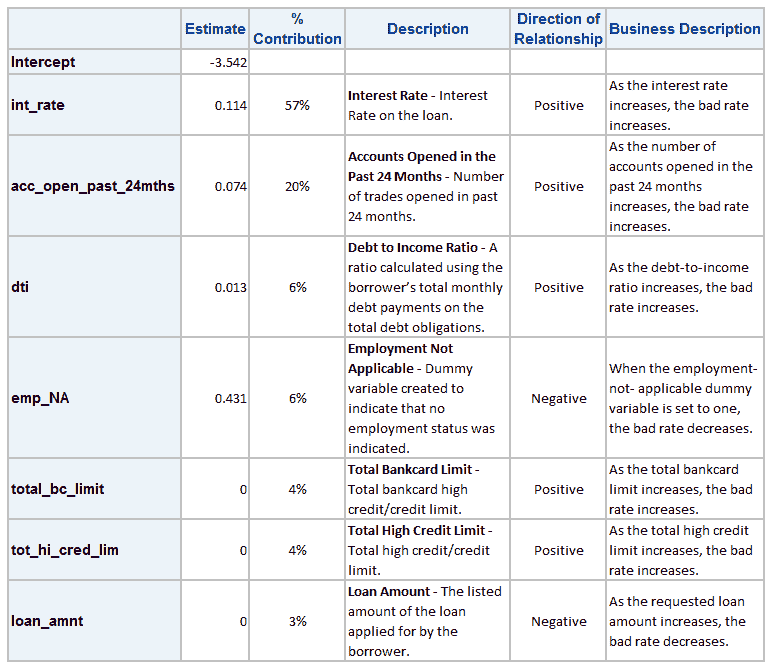 Estimate
%
Contribution
Description
Direction of
Relationship
Business Description
Intercept
-3.542
int_rate
0.114
57%
Interest Rate - Interest
Rate on the loan.
Positive
As the interest rate
increases, the bad rate
increases.
acc_open_past_24mths
0.074
20%
Accounts Opened in the
Past 24 Months - Number
of trades opened in past
24 months.
Positive
As the number of
accounts opened in the
past 24 months
increases, the bad rate
increases.
dti
0.013
6%
Debt to Income Ratio - A
ratio calculated using the
borrower’s total monthly
debt payments on the
total debt obligations.
Positive
As the debt-to-income
ratio increases, the bad
rate increases.
emp_NA
0.431
6%
Employment Not
Applicable - Dummy
variable created to
indicate that no
employment status was
indicated.
Negative
When the employment-
not- applicable dummy
variable is set to one,
the bad rate decreases.
total_bc_limit
0
4%
Total Bankcard Limit -
Total bankcard high
credit/credit limit.
Positive
As the total bankcard
limit increases, the bad
rate increases.
tot_hi_cred_lim
0
4%
Total High Credit Limit -
Total high credit/credit
limit.
Positive
As the total high credit
limit increases, the bad
rate increases.
loan_amnt
0
3%
Loan Amount - The listed
amount of the loan
applied for by the
borrower.
Negative
As the requested loan
amount increases, the
bad rate decreases.